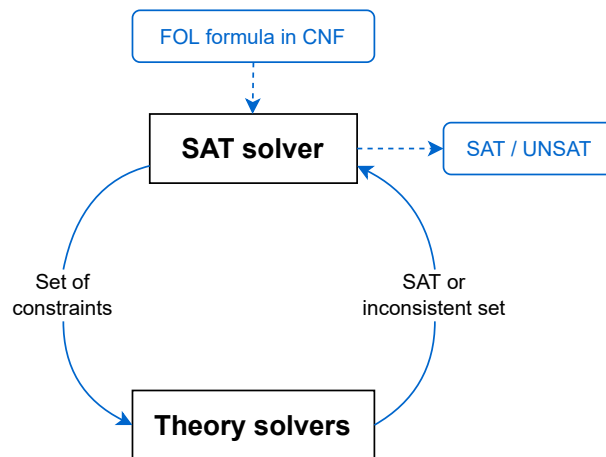 FOL formula in CNF
SAT solver
SAT / UNSAT
Set of
constraints
SAT or
inconsistent set
Theory solvers